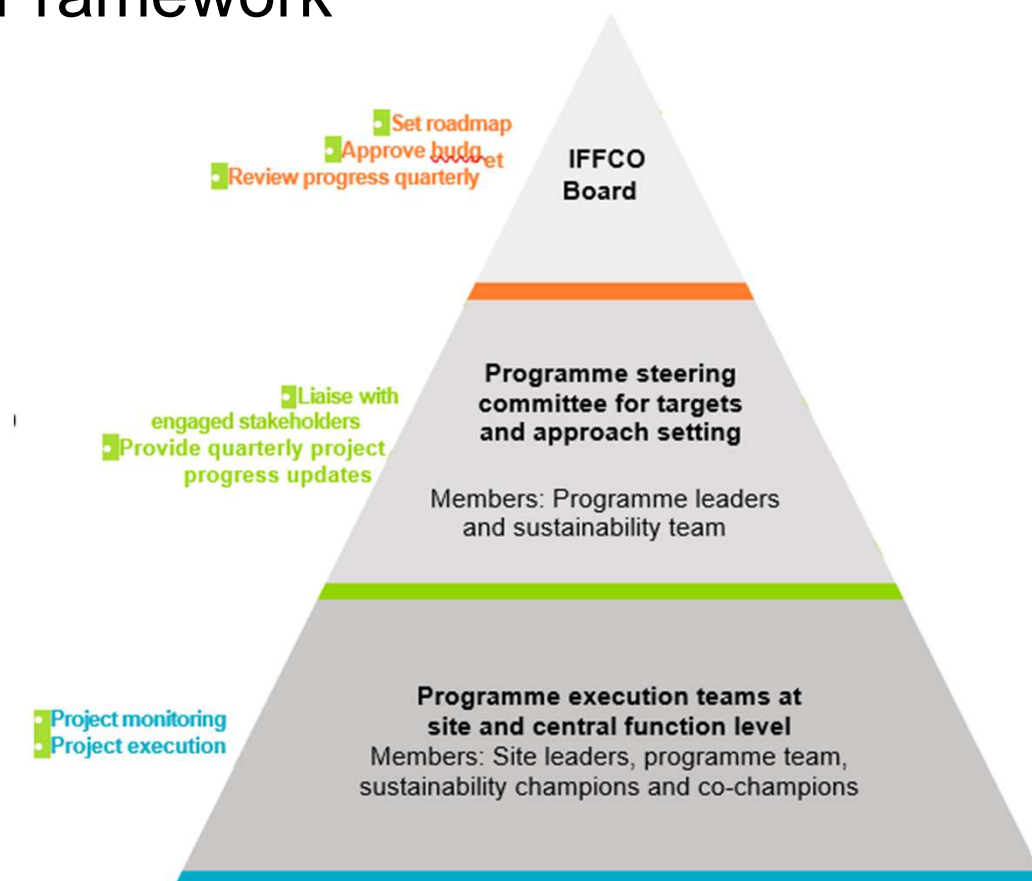 Framework
Set roadmap
Approve budget
Review progress quarterly
IFFCO
Board
Liaise with
engaged stakeholders
Provide quarterly project
progress updates
Programme steering
committee for targets
and approach setting
Members: Programme leaders
and sustainability team
Project monitoring
Project execution
Programme execution teams at
site and central function level
Members: Site leaders, programme team,
sustainability champions and co-champions